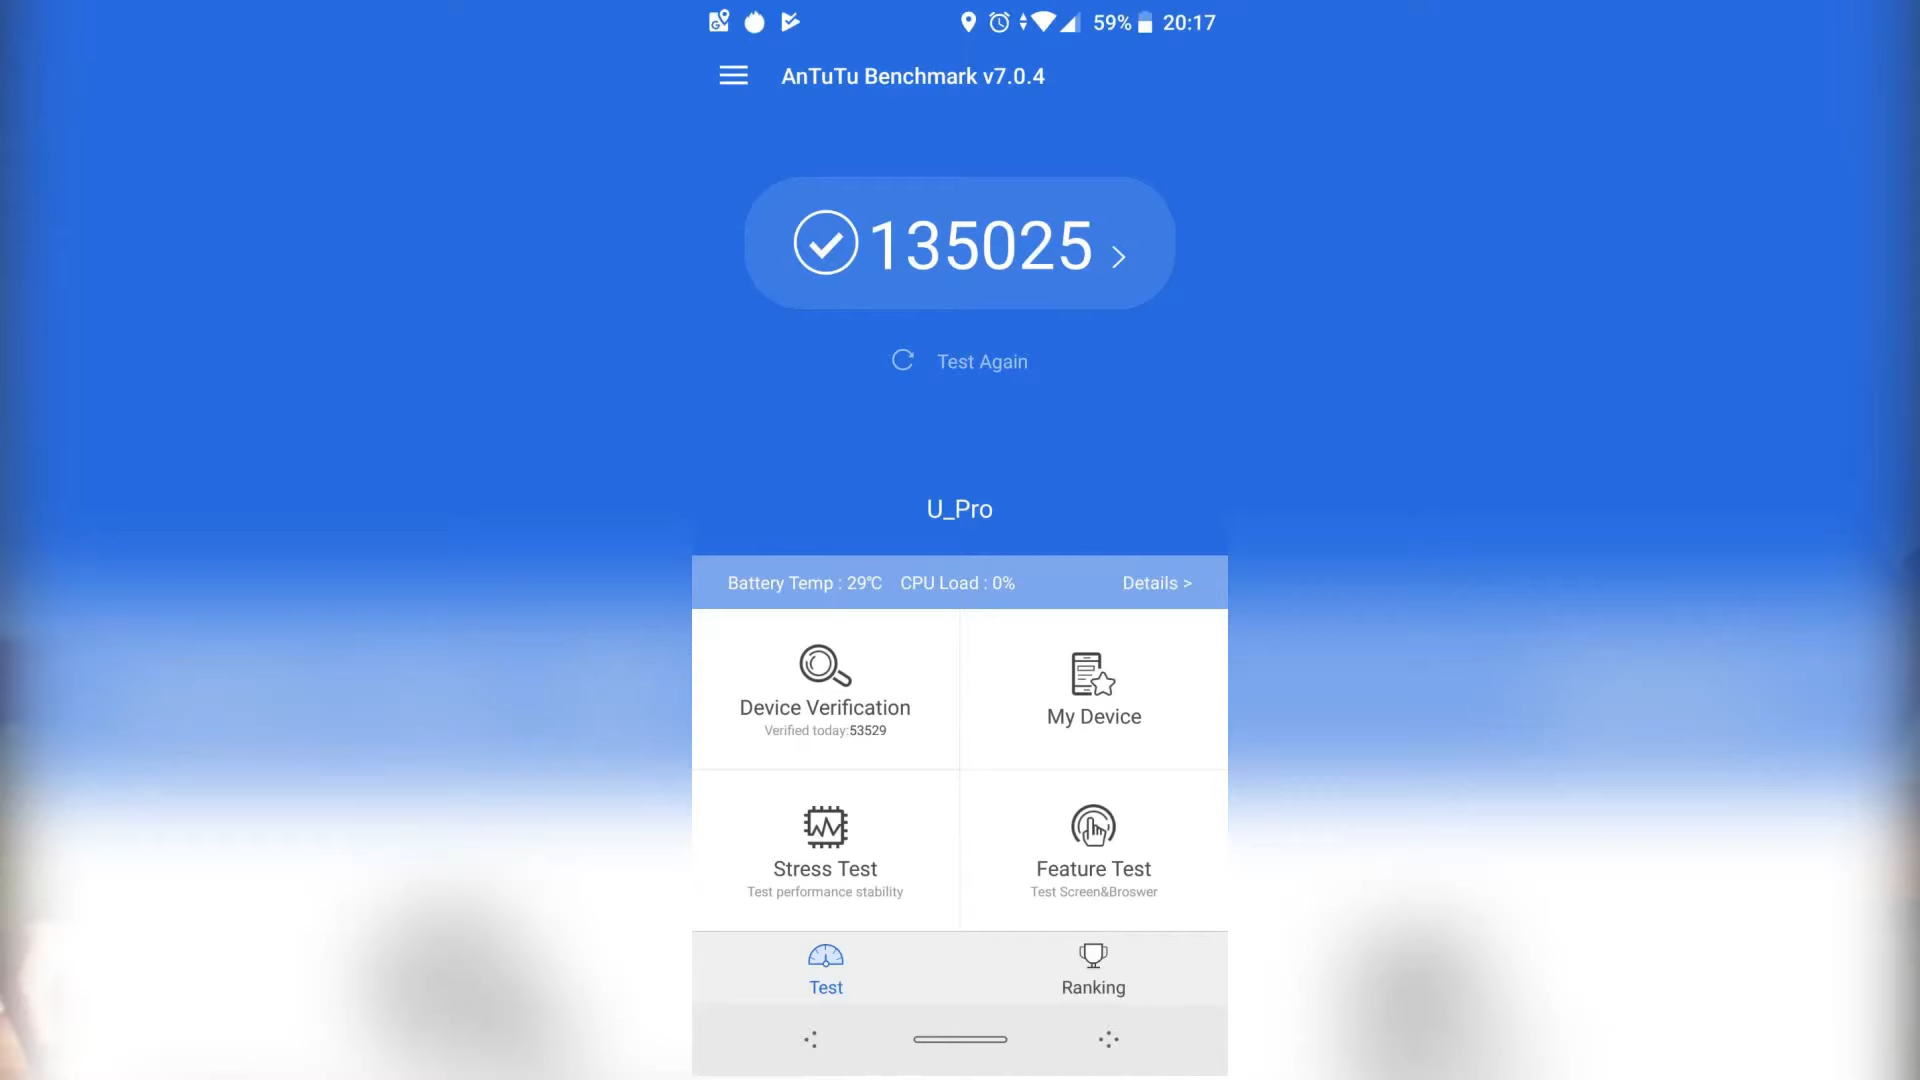 59% 20:17
AnTuTu Benchmark v7.0.4
135025 >
Test Again
U_Pro
Battery Temp : 29℃ CPU Load : 0% Details >
Device Verification
Verified today:53529
My Device
Stress Test
Test performance stability
Feature Test
Test Screen&Broswer
Test
Ranking